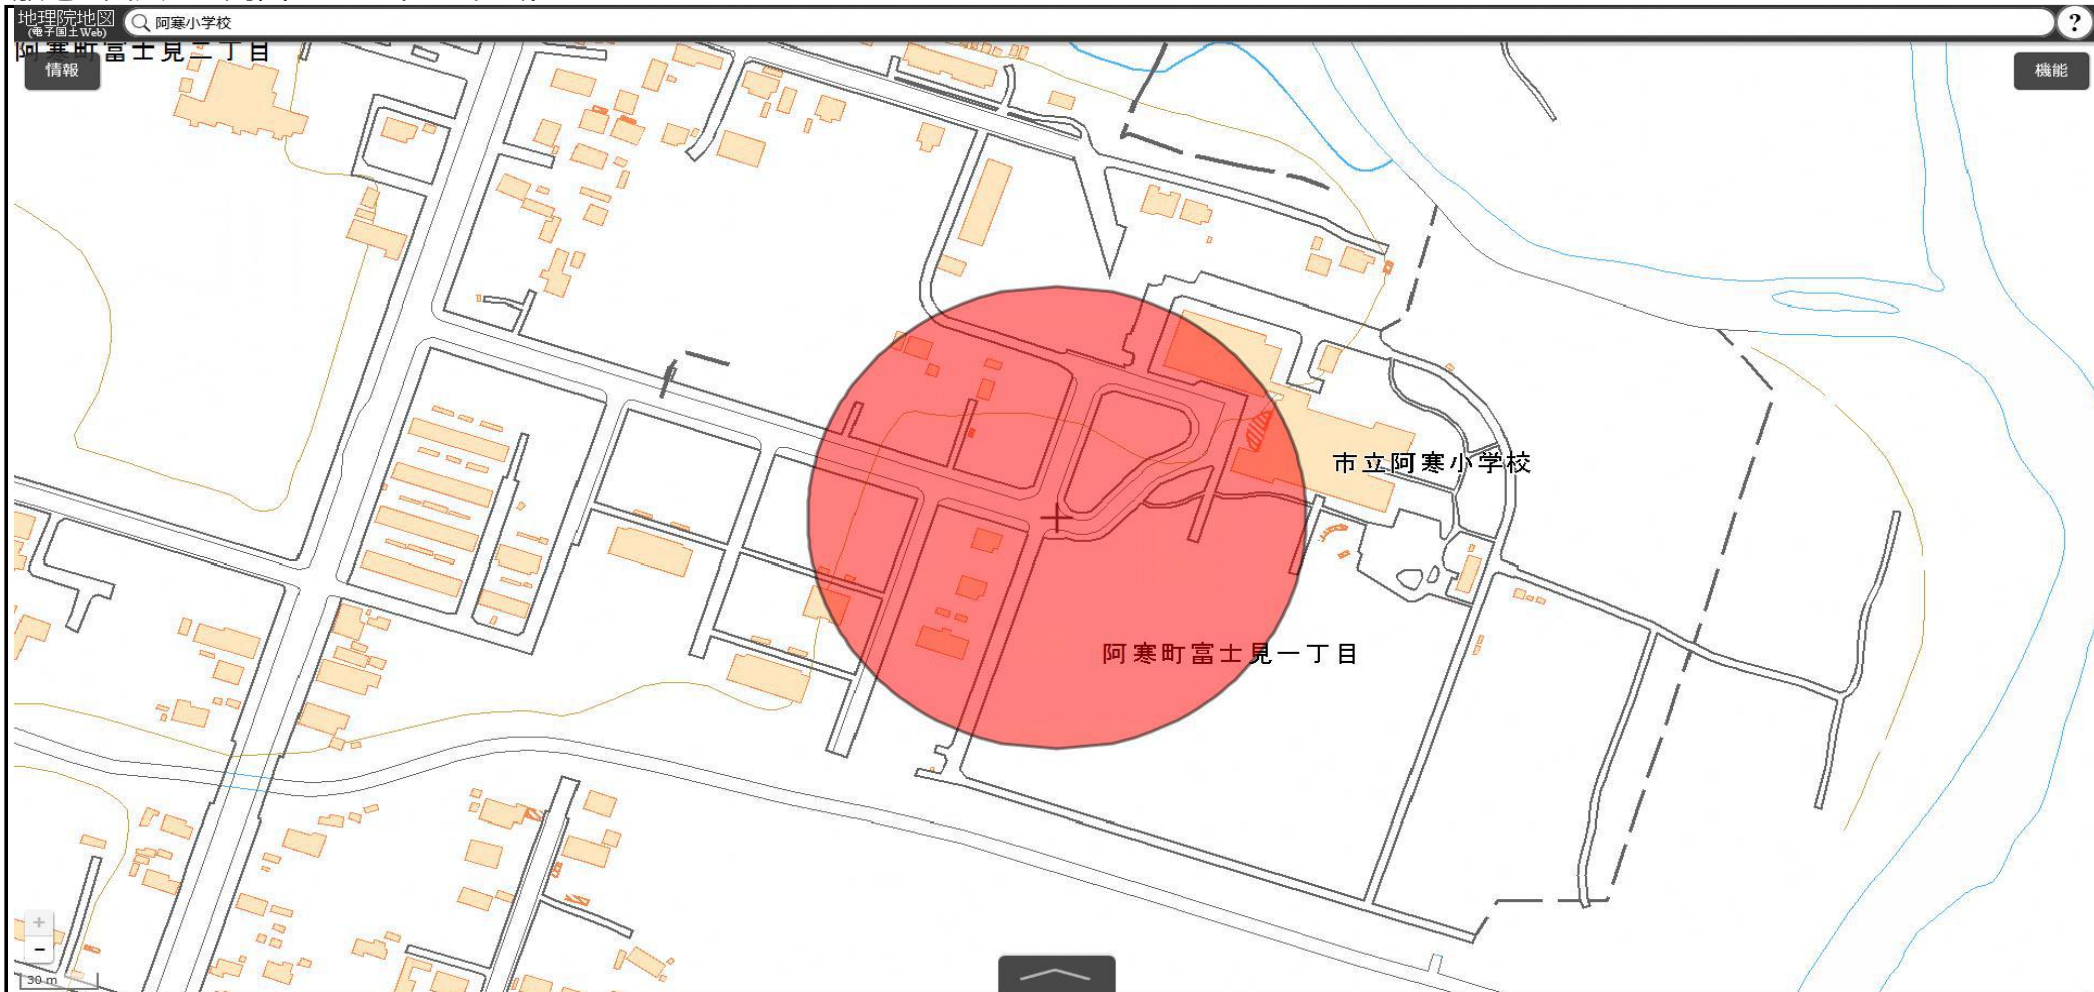 地理院地図
(電子国土Web)
阿寒小学校
?
阿寒町富士見三丁目
情報
機能
市立阿寒小学校
阿寒町富士見一丁目
+
−
30 m